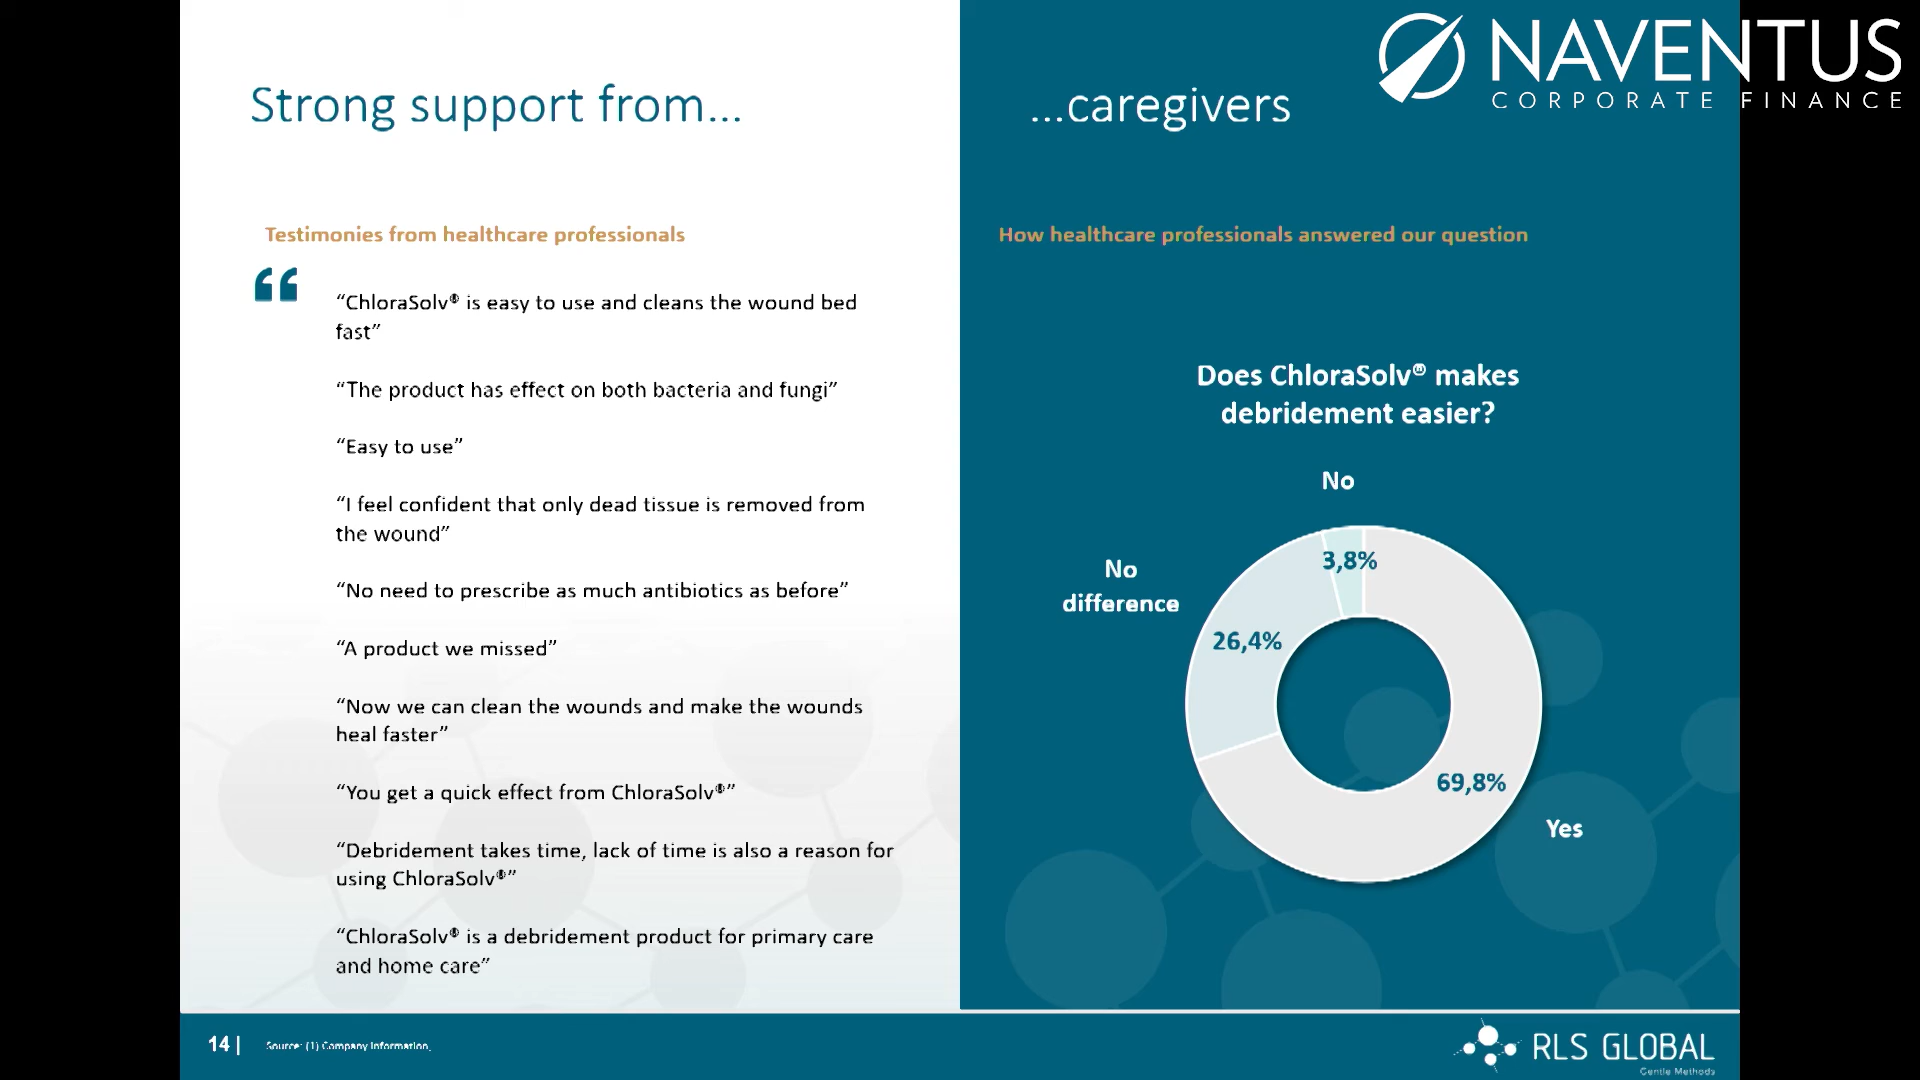 NAVENTUS
CORPORATE FINANCE
Strong support from...
...caregivers
Testimonies from healthcare professionals
“ChloraSolv® is easy to use and cleans the wound bed
fast”
“The product has effect on both bacteria and fungi”
“Easy to use”
“I feel confident that only dead tissue is removed from
the wound”
“No need to prescribe as much antibiotics as before”
“A product we missed”
“Now we can clean the wounds and make the wounds
heal faster”
“You get a quick effect from ChloraSolv®”
“Debridement takes time, lack of time is also a reason for
using ChloraSolv®”
“ChloraSolv® is a debridement product for primary care
and home care”
How healthcare professionals answered our question
Does ChloraSolv® makes
debridement easier?
No
3,8%
No
difference
26,4%
69,8%
Yes
14 |
Source: (1) Company information.
RLS GLOBAL
Gentle Methods